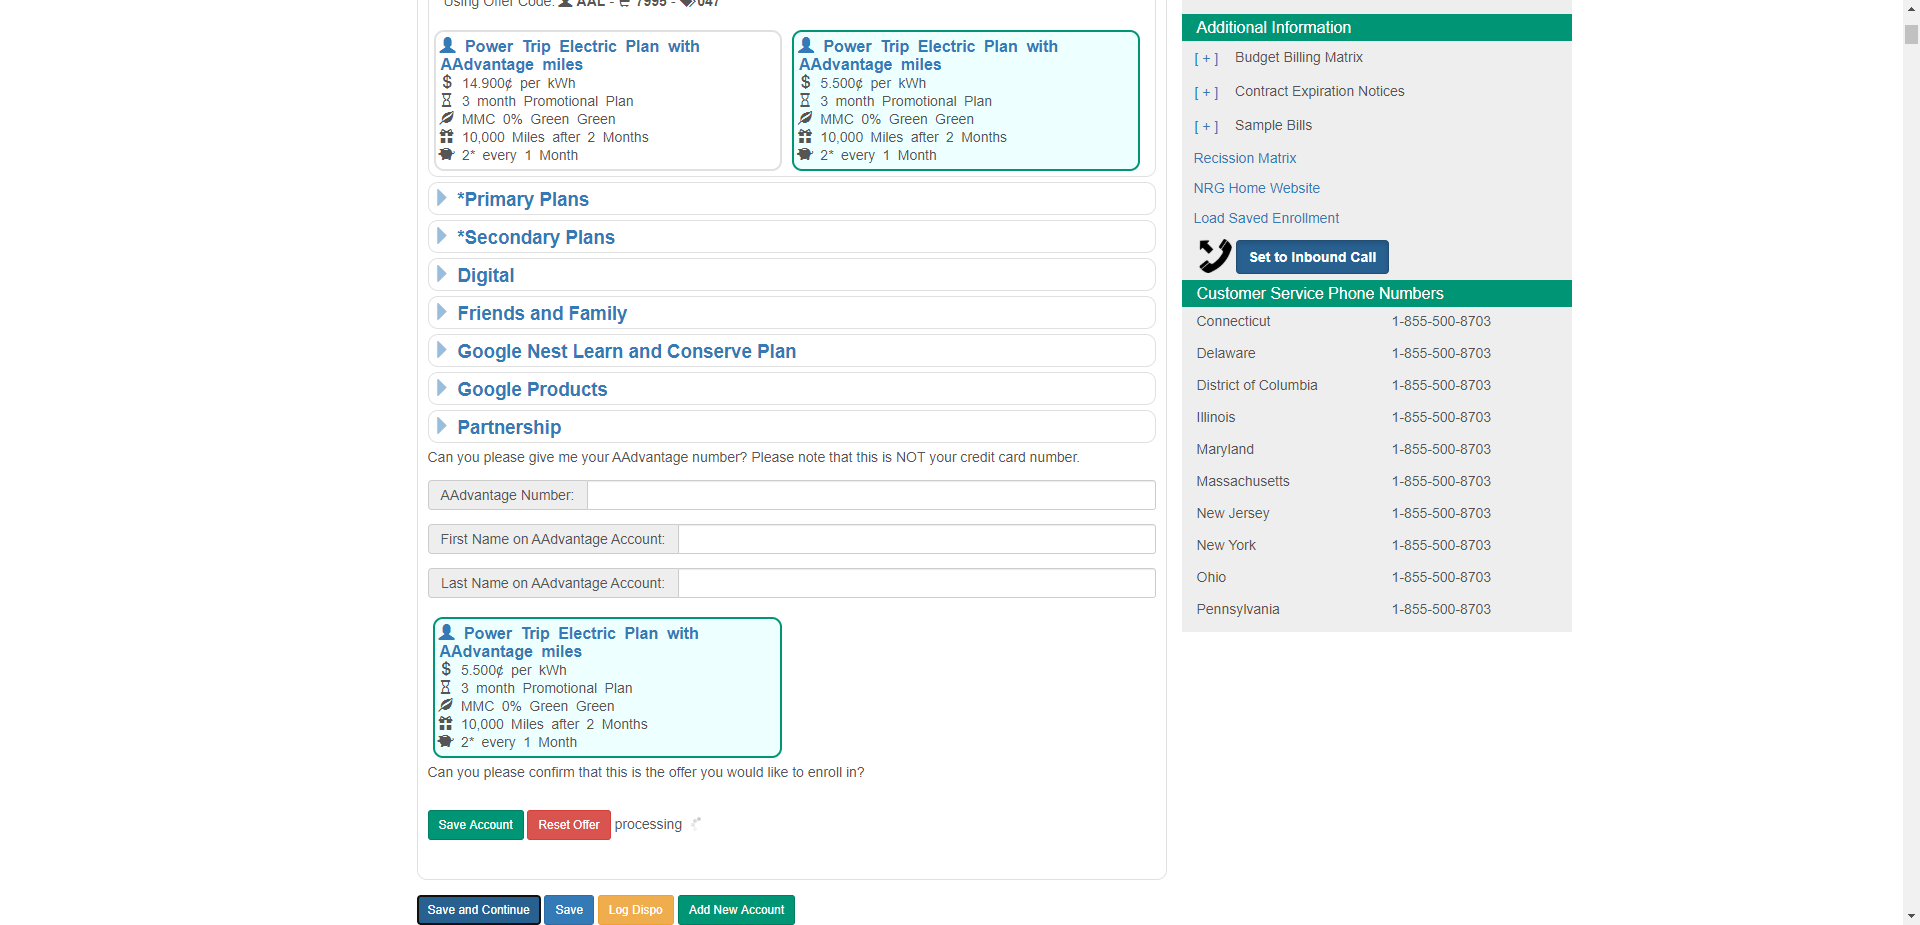 Using Offer Code: AAL - 7995 - 047
Power Trip Electric Plan with
AAdvantage miles
14.900¢ per kWh
3 month Promotional Plan
MMC 0% Green Green
10,000 Miles after 2 Months
2* every 1 Month
Power Trip Electric Plan with
AAdvantage miles
5.500¢ per kWh
3 month Promotional Plan
MMC 0% Green Green
10,000 Miles after 2 Months
2* every 1 Month
*Primary Plans
*Secondary Plans
Digital
Friends and Family
Google Nest Learn and Conserve Plan
Google Products
Partnership
Can you please give me your AAdvantage number? Please note that this is NOT your credit card number.
AAdvantage Number:
First Name on AAdvantage Account:
Last Name on AAdvantage Account:
Power Trip Electric Plan with
AAdvantage miles
5.500¢ per kWh
3 month Promotional Plan
MMC 0% Green Green
10,000 Miles after 2 Months
2* every 1 Month
Can you please confirm that this is the offer you would like to enroll in?
Save Account Reset Offer processing
Save and Continue Save Log Dispo Add New Account
Additional Information
[ + ] Budget Billing Matrix
[ + ] Contract Expiration Notices
[ + ] Sample Bills
Recission Matrix
NRG Home Website
Load Saved Enrollment
Set to Inbound Call
Customer Service Phone Numbers
Connecticut 1-855-500-8703
Delaware 1-855-500-8703
District of Columbia 1-855-500-8703
Illinois 1-855-500-8703
Maryland 1-855-500-8703
Massachusetts 1-855-500-8703
New Jersey 1-855-500-8703
New York 1-855-500-8703
Ohio 1-855-500-8703
Pennsylvania 1-855-500-8703